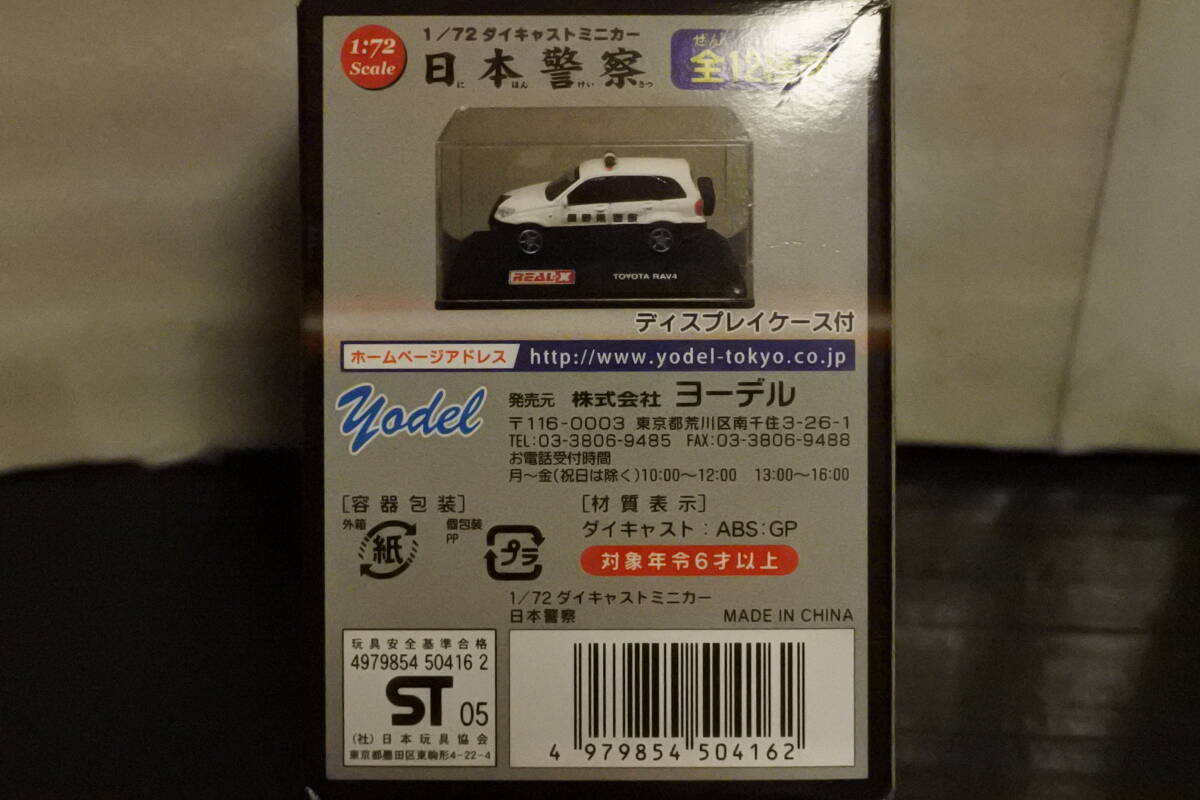 1:72
Scale
1/72 ダイキャストミニカー
日本警察
に ほん けい さつ
ぜん
全12
REAL-X
TOYOTA RAV4
ディスプレイケース付
ホームページアドレス http://www.yodel-tokyo.co.jp
Yodel
発売元 株式会社 ヨーデル
〒116-0003 東京都荒川区南千住3-26-1
TEL:03-3806-9485 FAX:03-3806-9488
お電話受付時間
月〜金(祝日は除く)10:00〜12:00 13:00〜16:00
[容器包装]
外箱
紙
個包装
PP
プラ
[材質表示]
ダイキャスト:ABS:GP
対象年令6才以上
1/72 ダイキャストミニカー
日本警察
MADE IN CHINA
玩具安全基準合格
4979854 50416 2
ST 05
(社)日本玩具協会
東京都墨田区東駒形4-22-4
4 979854 504162